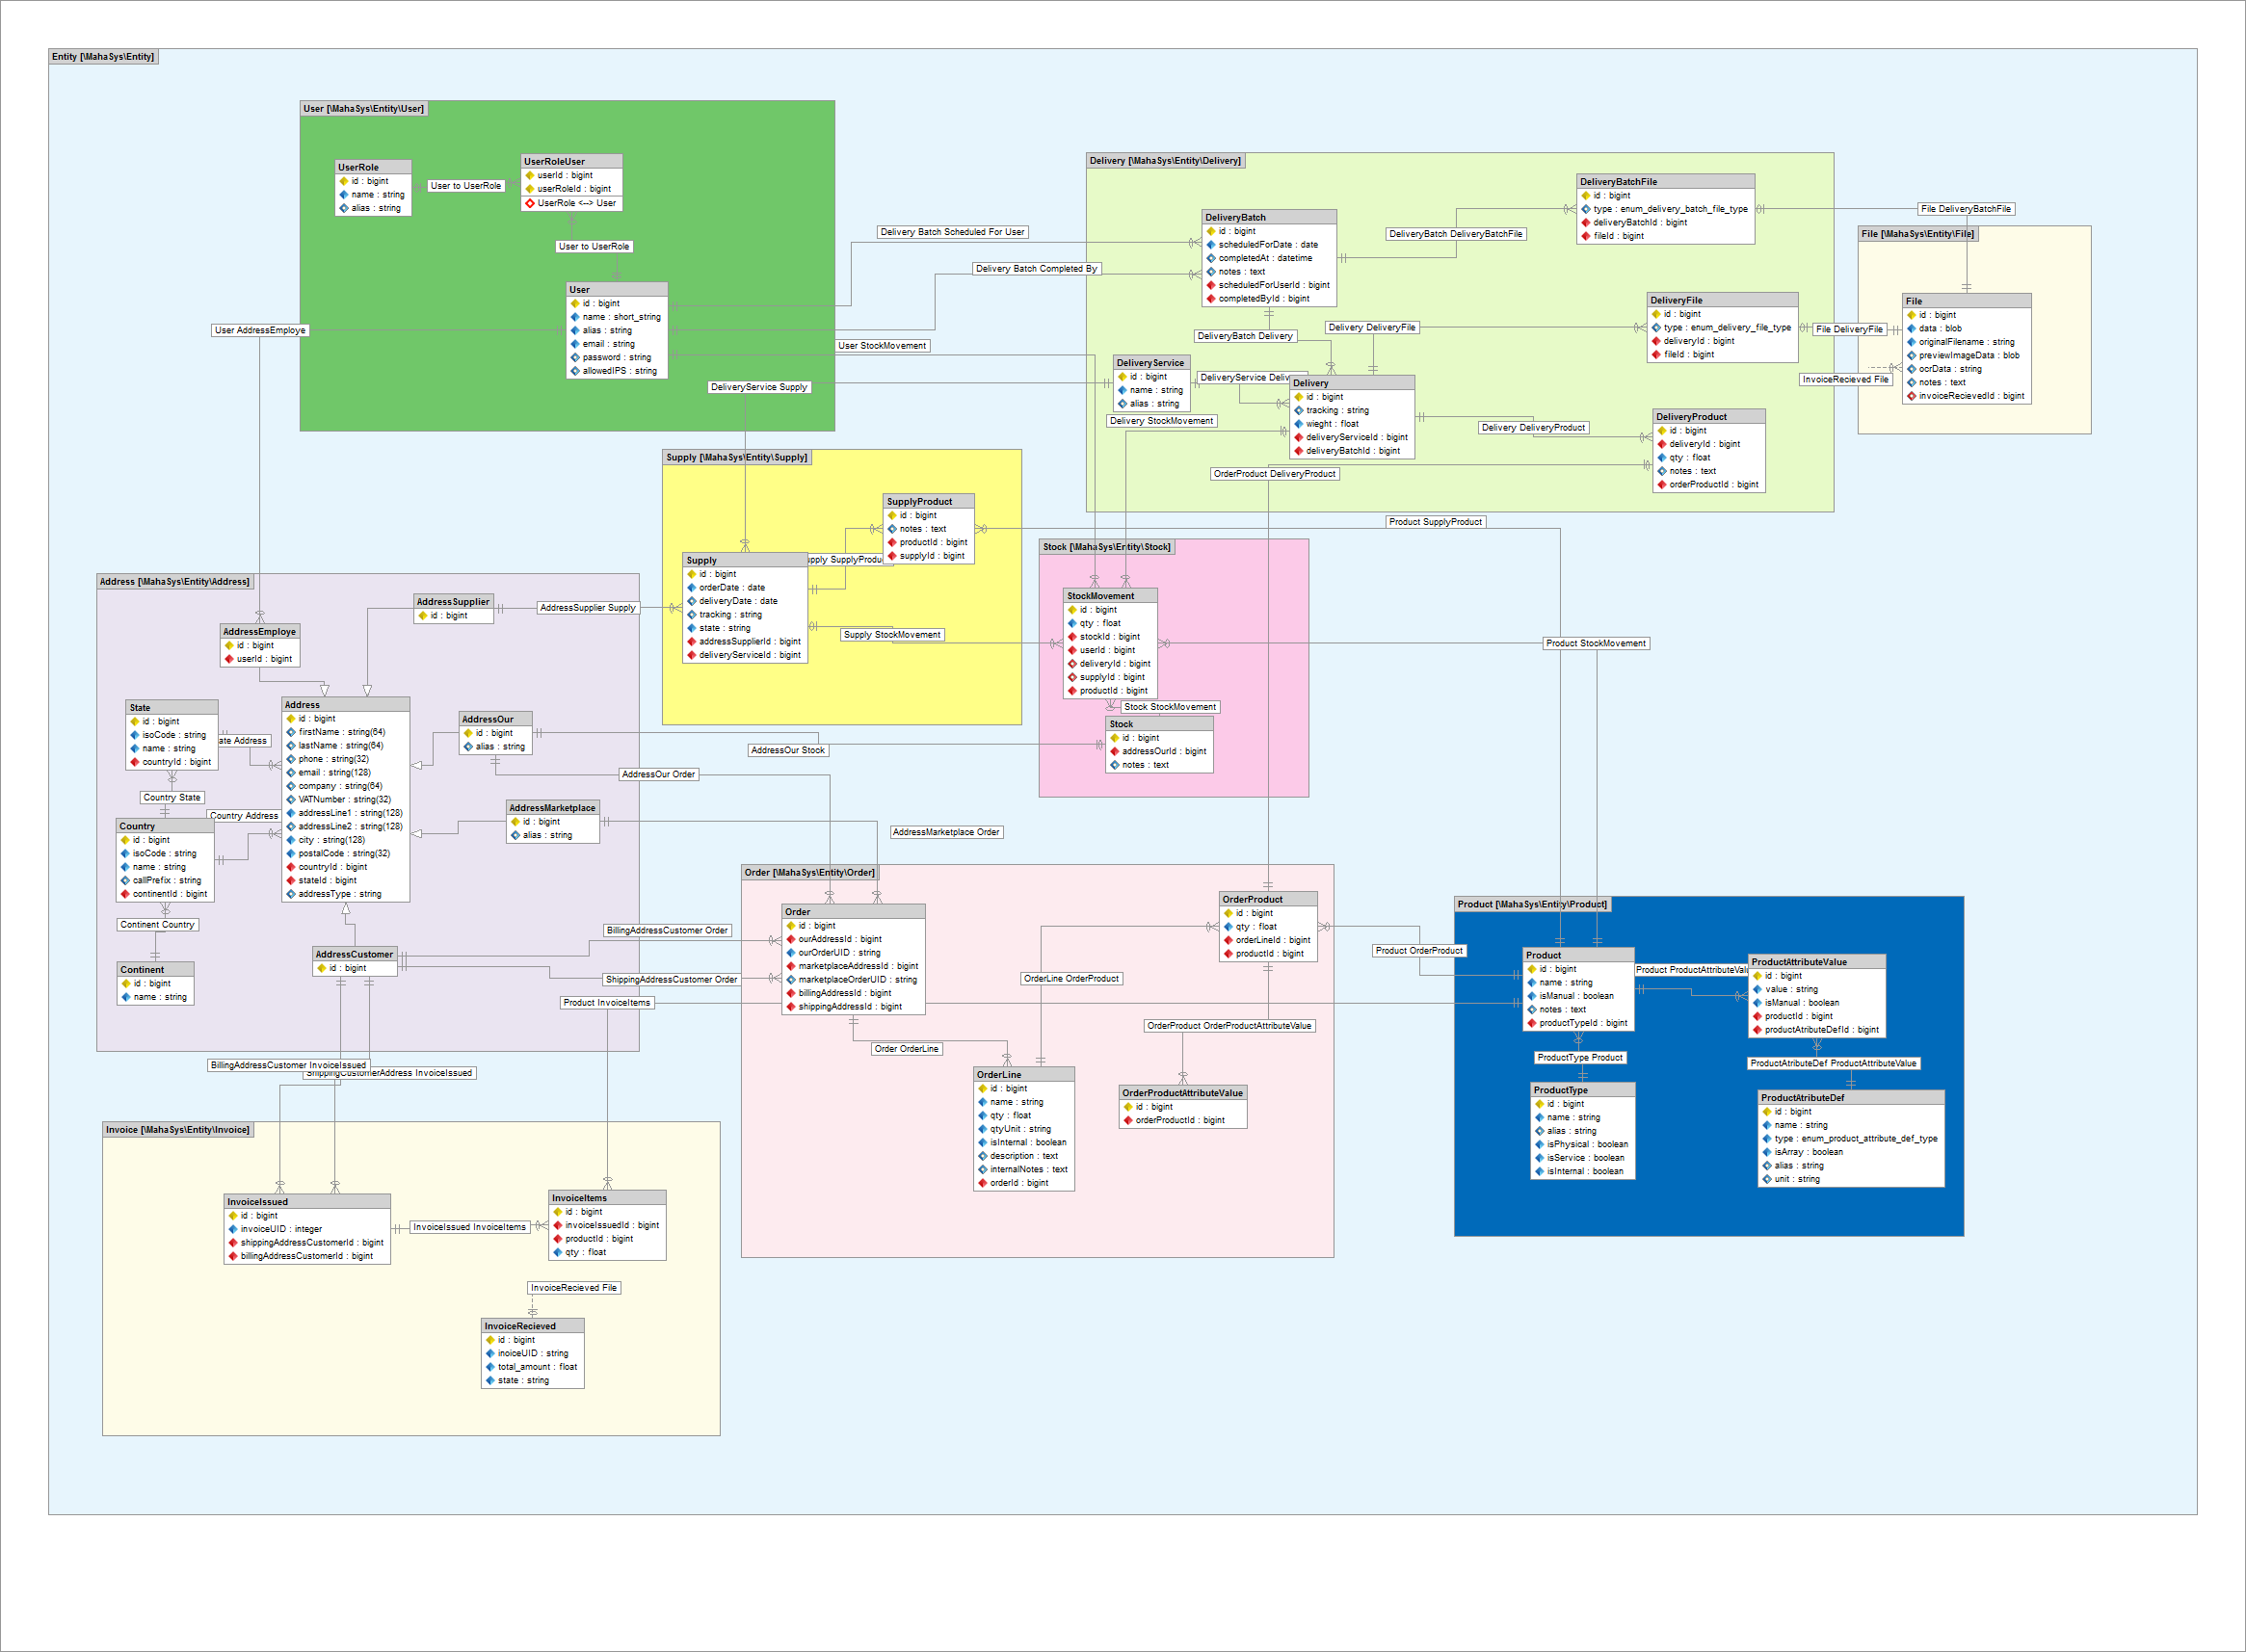 Entity [\MahaSys\Entity]
User [\MahaSys\Entity\User]
UserRole
id : bigint
name : string
alias : string
User to UserRole
UserRoleUser
userId : bigint
userRoleId : bigint
UserRole <--> User
User to UserRole
User
id : bigint
name : short_string
alias : string
email : string
password : string
allowedIPS : string
User AddressEmploye
Delivery Batch Scheduled For User
Delivery Batch Completed By
User StockMovement
DeliveryService Supply
Delivery [\MahaSys\Entity\Delivery]
DeliveryBatch
id : bigint
scheduledForDate : date
completedAt : datetime
notes : text
scheduledForUserId : bigint
completedById : bigint
DeliveryBatch DeliveryBatchFile
DeliveryBatchFile
id : bigint
type : enum_delivery_batch_file_type
deliveryBatchId : bigint
fileId : bigint
File DeliveryBatchFile
DeliveryBatch Delivery
Delivery DeliveryFile
DeliveryFile
id : bigint
type : enum_delivery_file_type
deliveryId : bigint
fileId : bigint
File DeliveryFile
InvoiceRecieved File
File [\MahaSys\Entity\File]
File
id : bigint
data : blob
originalFilename : string
previewImageData : blob
ocrData : string
notes : text
invoiceRecievedId : bigint
DeliveryService
id : bigint
name : string
alias : string
DeliveryService Deliv
Delivery
id : bigint
tracking : string
wieght : float
deliveryServiceId : bigint
deliveryBatchId : bigint
Delivery StockMovement
Delivery DeliveryProduct
DeliveryProduct
id : bigint
deliveryId : bigint
qty : float
notes : text
orderProductId : bigint
OrderProduct DeliveryProduct
Supply [\MahaSys\Entity\Supply]
SupplyProduct
id : bigint
notes : text
productId : bigint
supplyId : bigint
pply SupplyProdu
Supply
id : bigint
orderDate : date
deliveryDate : date
tracking : string
state : string
addressSupplierId : bigint
deliveryServiceId : bigint
Product SupplyProduct
Supply StockMovement
Stock [\MahaSys\Entity\Stock]
StockMovement
id : bigint
qty : float
stockId : bigint
userId : bigint
deliveryId : bigint
supplyId : bigint
productId : bigint
Product StockMovement
Stock StockMovement
Stock
id : bigint
addressOurId : bigint
notes : text
Address [\MahaSys\Entity\Address]
AddressSupplier
id : bigint
AddressSupplier Supply
AddressEmploye
id : bigint
userId : bigint
State
id : bigint
isoCode : string
name : string
countryId : bigint
ate Address
Address
id : bigint
firstName : string(64)
lastName : string(64)
phone : string(32)
email : string(128)
company : string(64)
VATNumber : string(32)
addressLine1 : string(128)
addressLine2 : string(128)
city : string(128)
postalCode : string(32)
countryId : bigint
stateId : bigint
addressType : string
AddressOur
id : bigint
alias : string
AddressOur Stock
AddressOur Order
Country State
Country Address
Country
id : bigint
isoCode : string
name : string
callPrefix : string
continentId : bigint
AddressMarketplace
id : bigint
alias : string
AddressMarketplace Order
Continent Country
Continent
id : bigint
name : string
AddressCustomer
id : bigint
BillingAddressCustomer Order
ShippingAddressCustomer Order
Product InvoiceItems
BillingAddressCustomer InvoiceIssued
ShippingCustomerAddress InvoiceIssued
Order [\MahaSys\Entity\Order]
Order
id : bigint
ourAddressId : bigint
ourOrderUID : string
marketplaceAddressId : bigint
marketplaceOrderUID : string
billingAddressId : bigint
shippingAddressId : bigint
OrderProduct
id : bigint
qty : float
orderLineId : bigint
productId : bigint
Product OrderProduct
OrderLine OrderProduct
OrderProduct OrderProductAttributeValue
Order OrderLine
OrderLine
id : bigint
name : string
qty : float
qtyUnit : string
isInternal : boolean
description : text
internalNotes : text
orderId : bigint
OrderProductAttributeValue
id : bigint
orderProductId : bigint
Product [\MahaSys\Entity\Product]
Product
id : bigint
name : string
isManual : boolean
notes : text
productTypeId : bigint
Product ProductAttributeValu
ProductAttributeValue
id : bigint
value : string
isManual : boolean
productId : bigint
productAtributeDefId : bigint
ProductType Product
ProductAtributeDef ProductAttributeValue
ProductType
id : bigint
name : string
alias : string
isPhysical : boolean
isService : boolean
isInternal : boolean
ProductAtributeDef
id : bigint
name : string
type : enum_product_attribute_def_type
isArray : boolean
alias : string
unit : string
Invoice [\MahaSys\Entity\Invoice]
InvoiceIssued
id : bigint
invoiceUID : integer
shippingAddressCustomerId : bigint
billingAddressCustomerId : bigint
InvoiceIssued InvoiceItems
InvoiceItems
id : bigint
invoiceIssuedId : bigint
productId : bigint
qty : float
InvoiceRecieved File
InvoiceRecieved
id : bigint
inoiceUID : string
total_amount : float
state : string